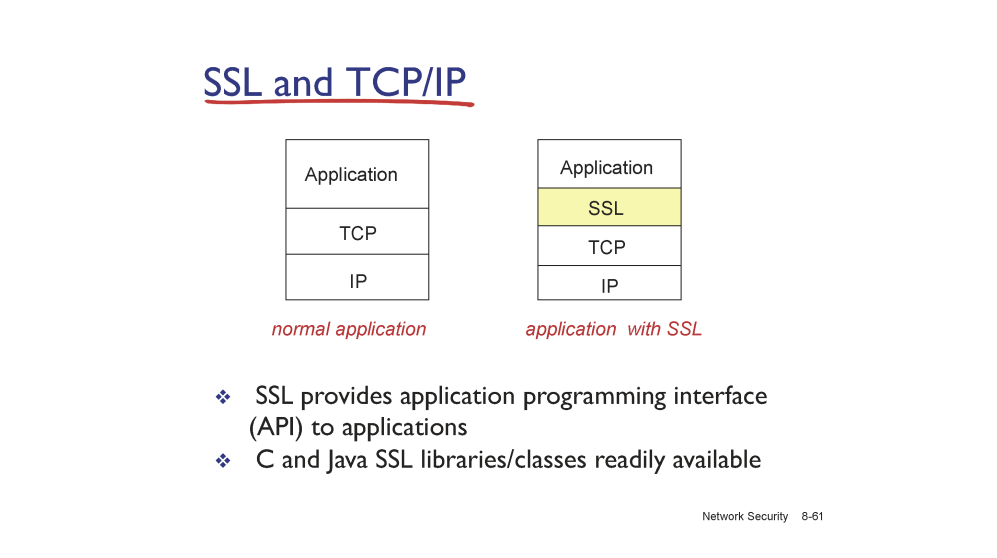 SSL and TCP/IP
Application
TCP
IP
normal application
Application
SSL
TCP
IP
application with SSL
SSL provides application programming interface
(API) to applications
C and Java SSL libraries/classes readily available
Network Security 8-61